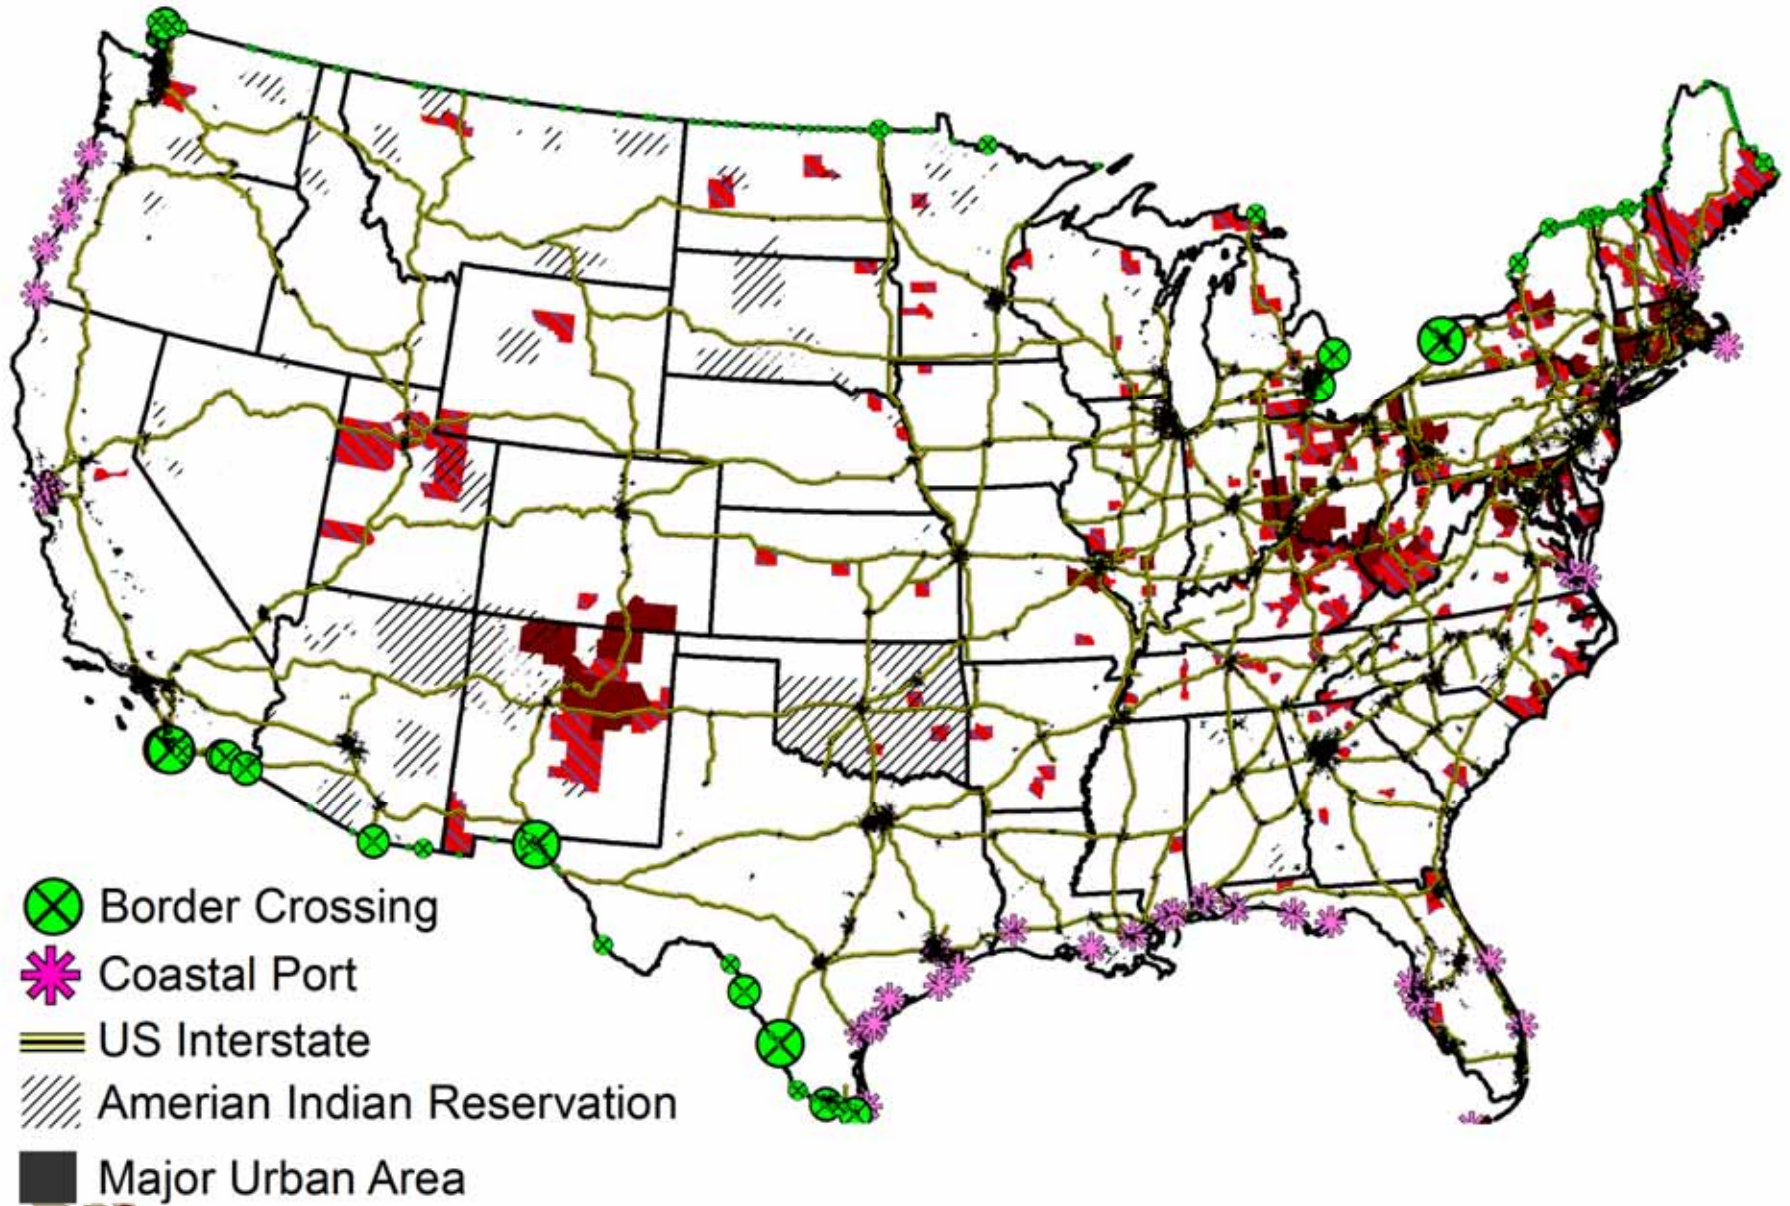 Border Crossing
Coastal Port
US Interstate
Amerian Indian Reservation
Major Urban Area